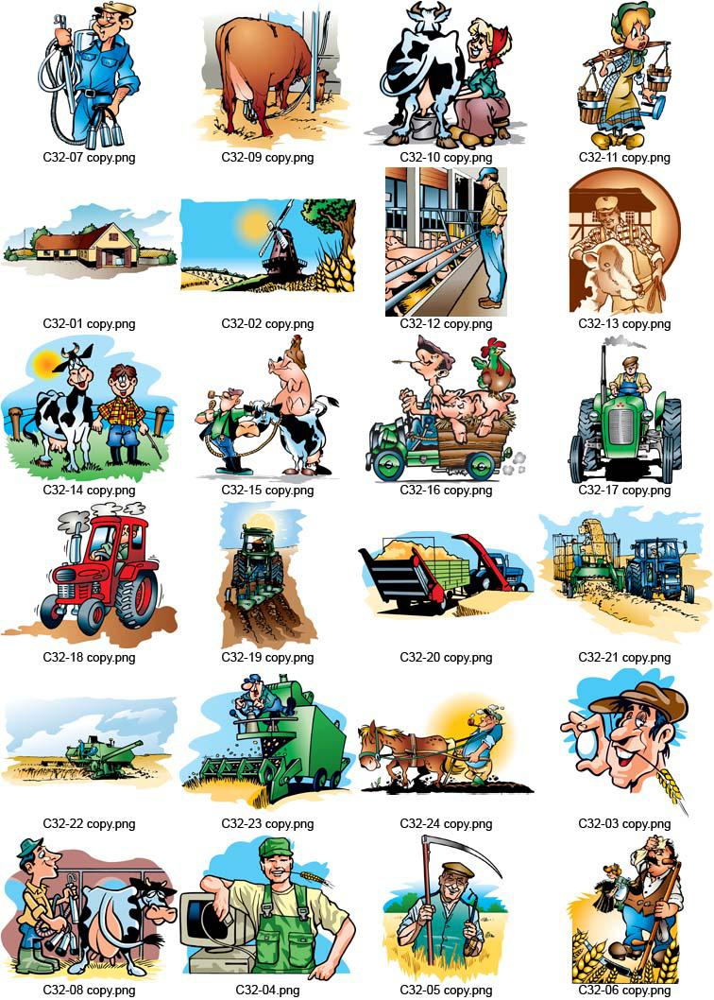 C32-07 copy.png
C32-09 copy.png
C32-10 copy.png
C32-11 copy.png
C32-01 copy.png
C32-02 copy.png
C32-12 copy.png
C32-13 copy.png
C32-14 copy.png
C32-15 copy.png
C32-16 copy.png
C32-17 copy.png
C32-18 copy.png
C32-19 copy.png
C32-20 copy.png
C32-21 copy.png
C32-22 copy.png
C32-23 copy.png
C32-24 copy.png
C32-03 copy.png
C32-08 copy.png
C32-04.png
C32-05 copy.png
C32-06 copy.png